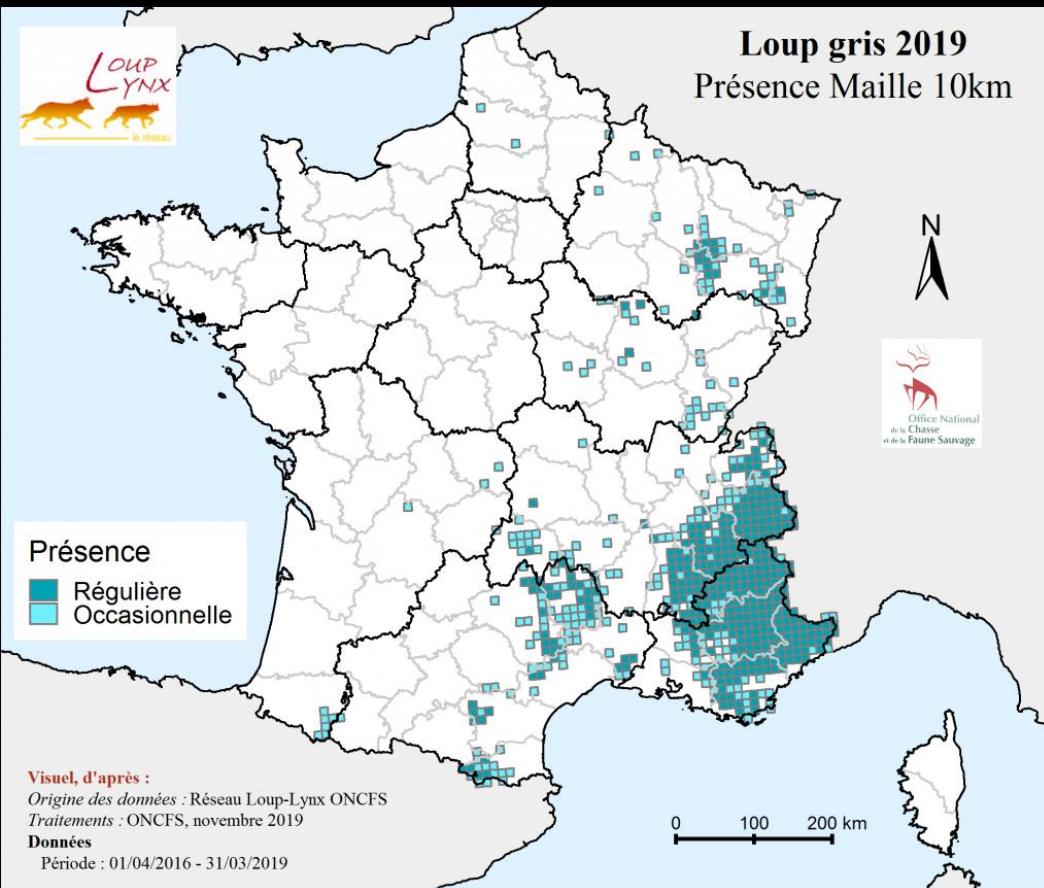 LOUP
LYNX
le réseau
Loup gris 2019
Présence Maille 10km
N
Office National
de la Chasse
et de la Faune Sauvage
Présence
Régulière
Occasionnelle
Visuel, d'après :
Origine des données : Réseau Loup-Lynx ONCFS
Traitements : ONCFS, novembre 2019
Données
Période : 01/04/2016 - 31/03/2019
0 100 200 km